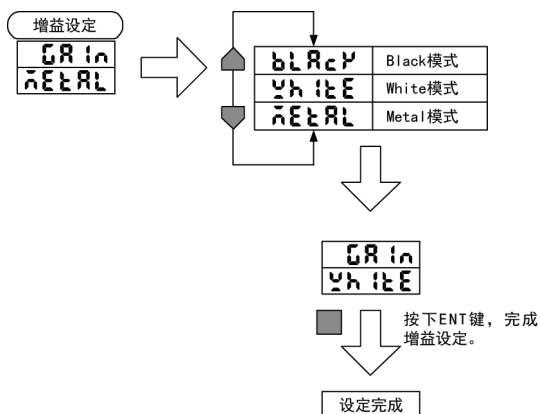 增益设定
GAIn
MEtAL
bLAcK Black模式
WhItE White模式
MEtAL Metal模式
GAIn
WhItE
按下ENT键，完成
增益设定。
设定完成